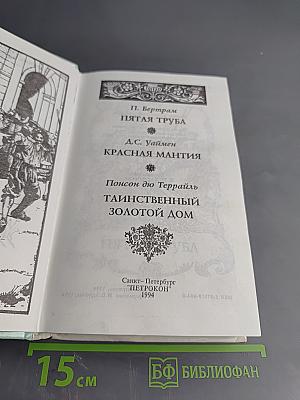 П. Бертрам
ПЯТАЯ ТРУБА
Д.С. Уаймен
КРАСНАЯ МАНТИЯ
Понсон дю Террайль
ТАИНСТВЕННЫЙ
ЗОЛОТОЙ ДОМ
Санкт-Петербург
"ПЕТРОКОН"
1994
15 см
БФ БИБЛИОФАН